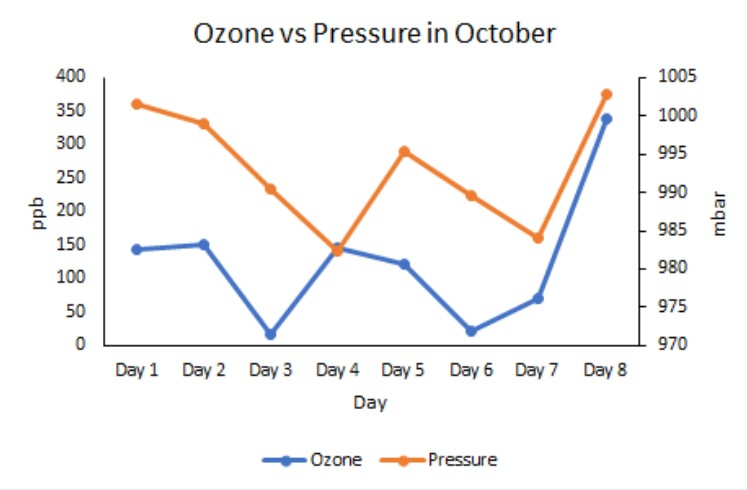 Ozone vs Pressure in October
400
350
300
250
200
150
100
50
0
ppb
1005
1000
995
990
985
980
975
970
mbar
Day 1 Day 2 Day 3 Day 4 Day 5 Day 6 Day 7 Day 8
Day
Ozone Pressure